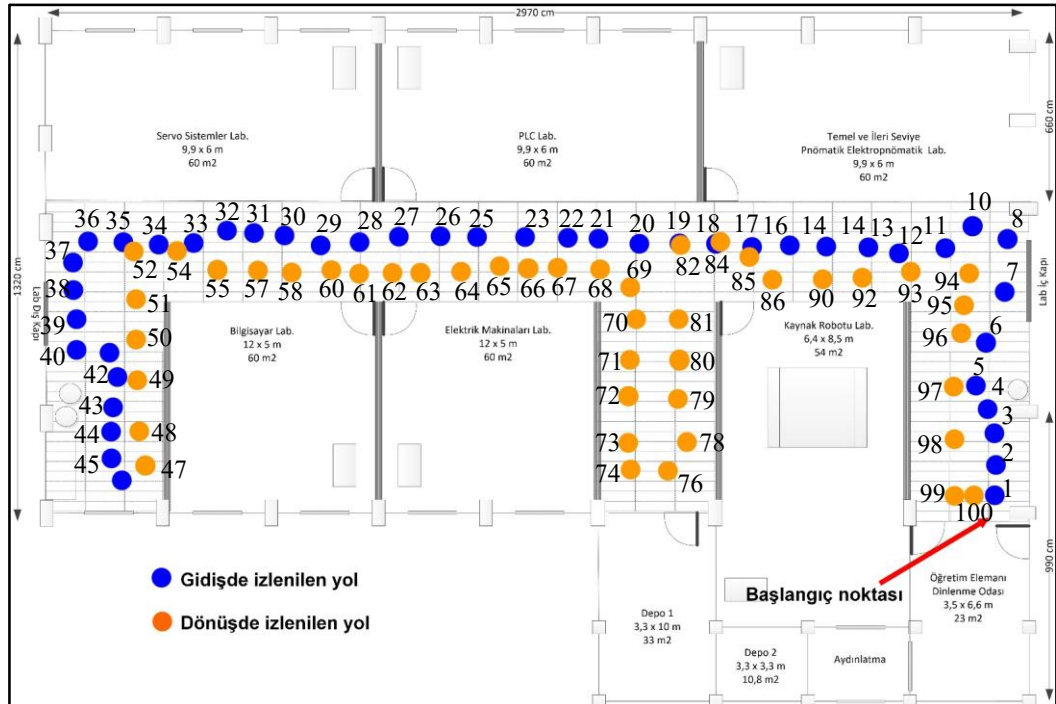 2970 cm
1320 cm
660 cm
990 cm
Servo Sistemler Lab.
9,9 x 6 m
60 m2
PLC Lab.
9,9 x 6 m
60 m2
Temel ve İleri Seviye
Pnömatik Elektropnömatik Lab.
9,9 x 6 m
60 m2
36 35 34 33 32 31 30 29 28 27 26 25 23 22 21 20 19 18 17 16 14 14 13 12 11 10 8
37 52 54 55 57 58 60 61 62 63 64 65 66 67 68 69 82 84 85 86 90 92 93 94 7
38 51 95
Lab Dış Kapı
Lab İç Kapı
39 50 70 81 96 6
40 49 71 80 97 5 4
42 72 79 3
43 48 73 78 98 2
44 47 74 76 99 100 1
45
Bilgisayar Lab.
12 x 5 m
60 m2
Elektrik Makinaları Lab.
12 x 5 m
60 m2
Kaynak Robotu Lab.
6,4 x 8,5 m
54 m2
Gidişde izlenilen yol
Dönüşde izlenilen yol
Başlangıç noktası
Öğretim Elemanı
Dinlenme Odası
3,5 x 6,6 m
23 m2
Depo 1
3,3 x 10 m
33 m2
Depo 2
3,3 x 3,3 m
10,8 m2
Aydınlatma